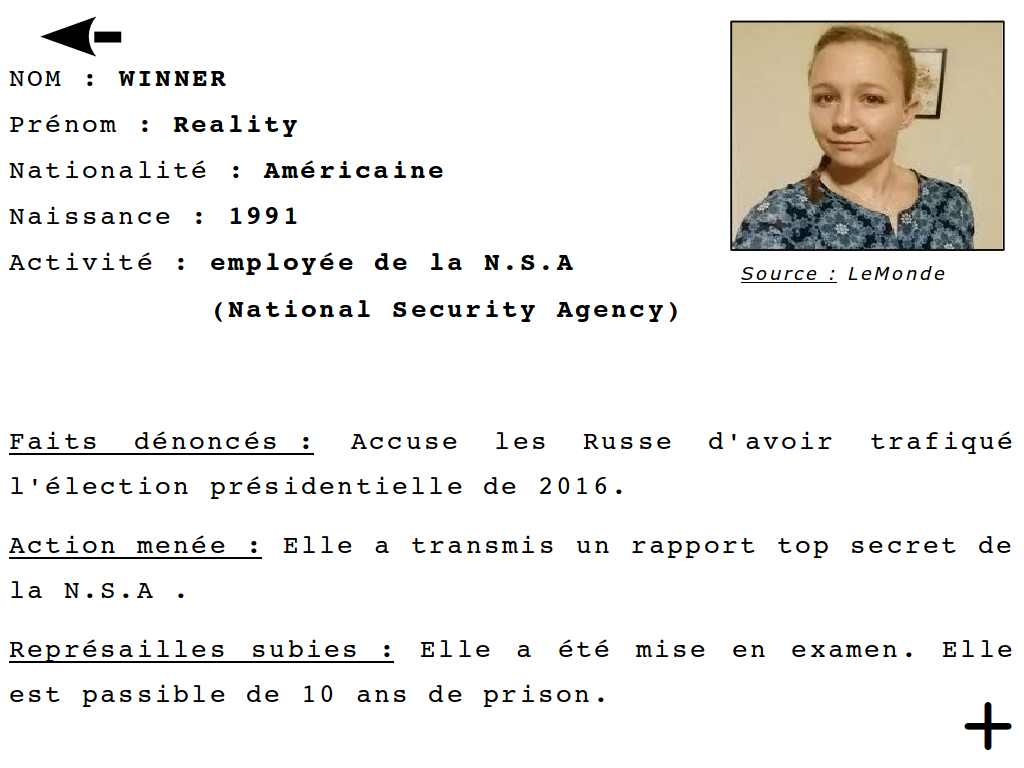 NOM : WINNER
Prénom : Reality
Nationalité : Américaine
Naissance : 1991
Activité : employée de la N.S.A
(National Security Agency)
Source : LeMonde
Faits dénoncés : Accuse les Russe d'avoir trafiqué
l'élection présidentielle de 2016.
Action menée : Elle a transmis un rapport top secret de
la N.S.A .
Représailles subies : Elle a été mise en examen. Elle
est passible de 10 ans de prison.